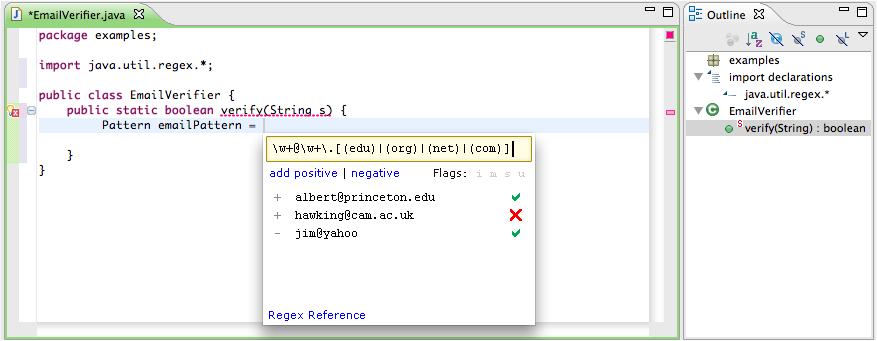 *EmailVerifier.java
package examples;
import java.util.regex.*;
public class EmailVerifier {
public static boolean verify(String s) {
Pattern emailPattern =
}
}
\w+@\w+\.[(edu)|(org)|(net)|(com)]
add positive | negative Flags: i m s u
+ albert@princeton.edu
+ hawking@cam.ac.uk
- jim@yahoo
Regex Reference
Outline
examples
import declarations
java.util.regex.*
EmailVerifier
verify(String) : boolean